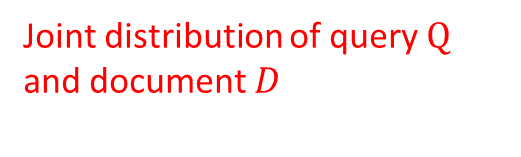 Joint distribution of query Q
and document D